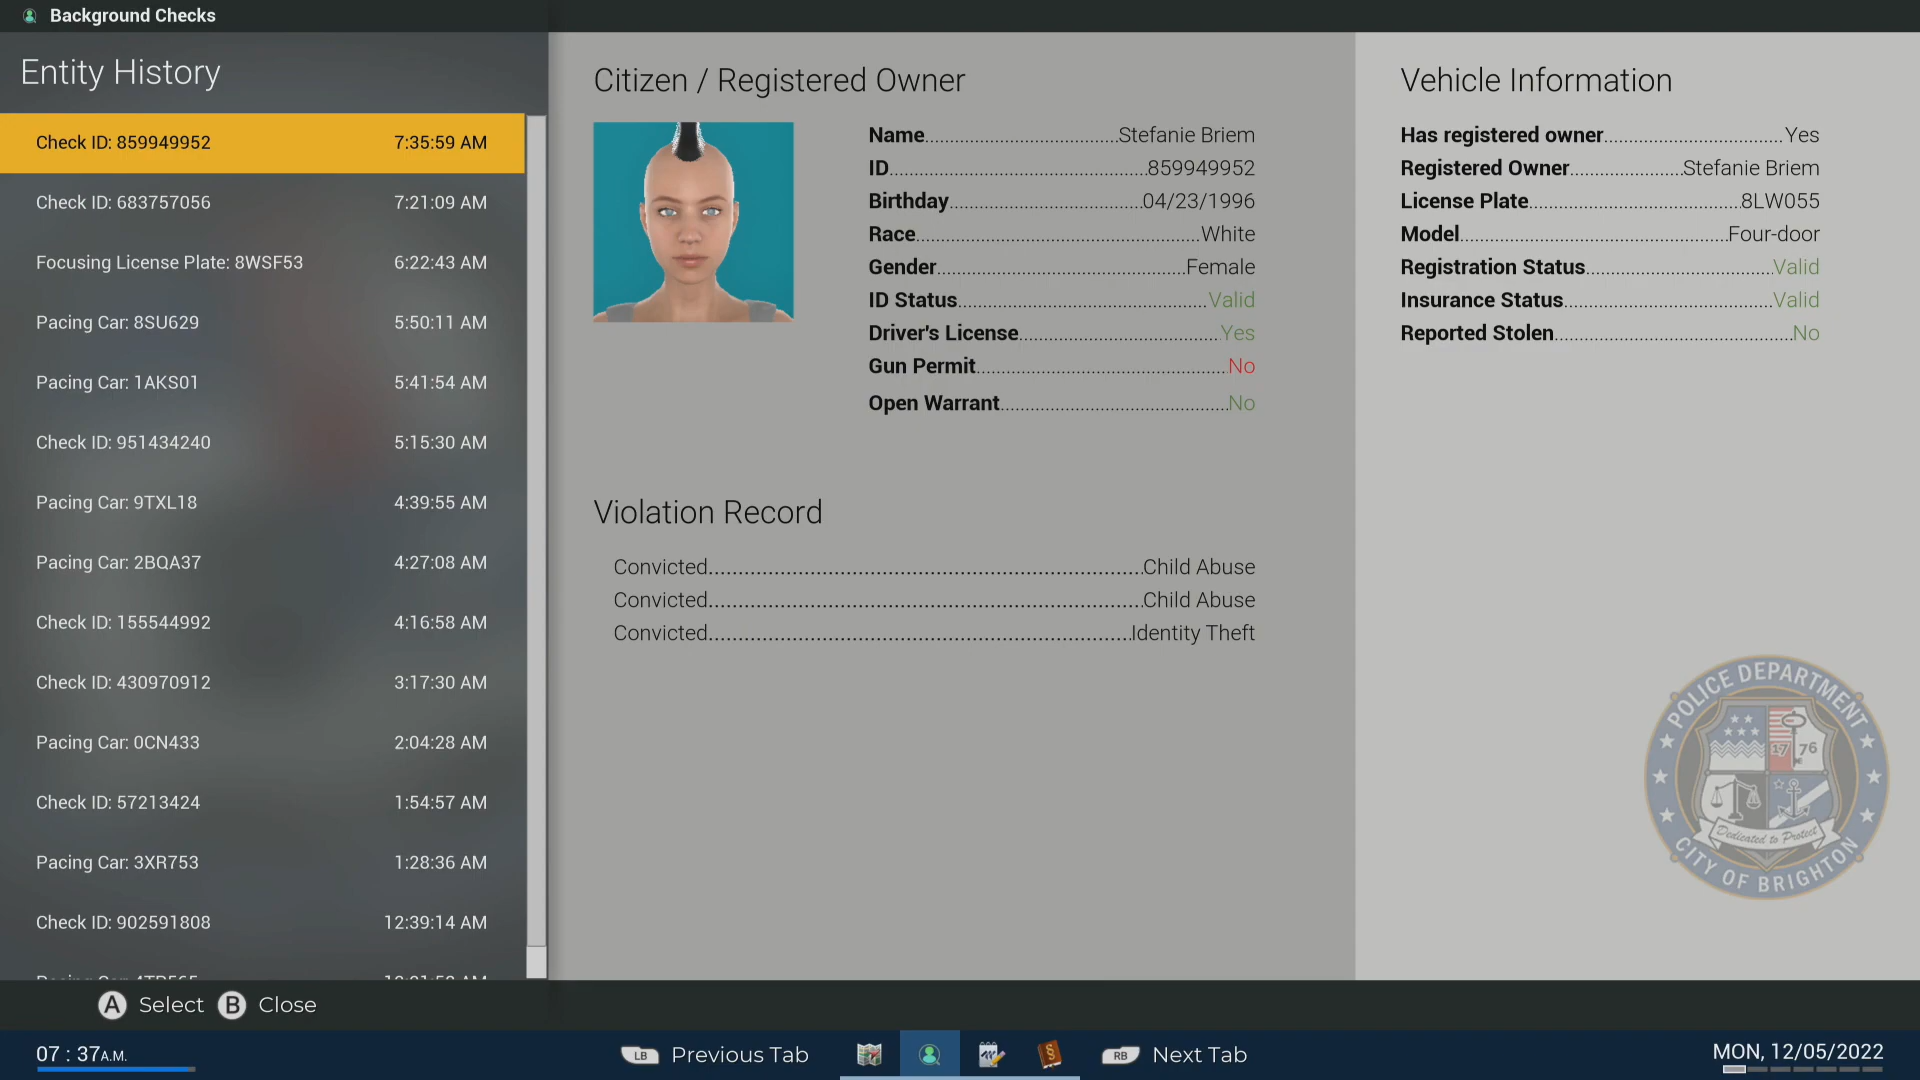 Background Checks
Entity History
Check ID: 859949952 7:35:59 AM
Check ID: 683757056 7:21:09 AM
Focusing License Plate: 8WSF53 6:22:43 AM
Pacing Car: 8SU629 5:50:11 AM
Pacing Car: 1AKS01 5:41:54 AM
Check ID: 951434240 5:15:30 AM
Pacing Car: 9TXL18 4:39:55 AM
Pacing Car: 2BQA37 4:27:08 AM
Check ID: 155544992 4:16:58 AM
Check ID: 430970912 3:17:30 AM
Pacing Car: 0CN433 2:04:28 AM
Check ID: 57213424 1:54:57 AM
Pacing Car: 3XR753 1:28:36 AM
Check ID: 902591808 12:39:14 AM
Citizen / Registered Owner
Name Stefanie Briem
ID 859949952
Birthday 04/23/1996
Race White
Gender Female
ID Status Valid
Driver's License Yes
Gun Permit No
Open Warrant No
Violation Record
Convicted Child Abuse
Convicted Child Abuse
Convicted Identity Theft
Vehicle Information
Has registered owner Yes
Registered Owner Stefanie Briem
License Plate 8LW055
Model Four-door
Registration Status Valid
Insurance Status Valid
Reported Stolen No
POLICE DEPARTMENT
17 76
Dedicated to Protect
CITY OF BRIGHTON
A Select B Close
07 : 37 A.M.
LB Previous Tab
§
RB Next Tab
MON, 12/05/2022